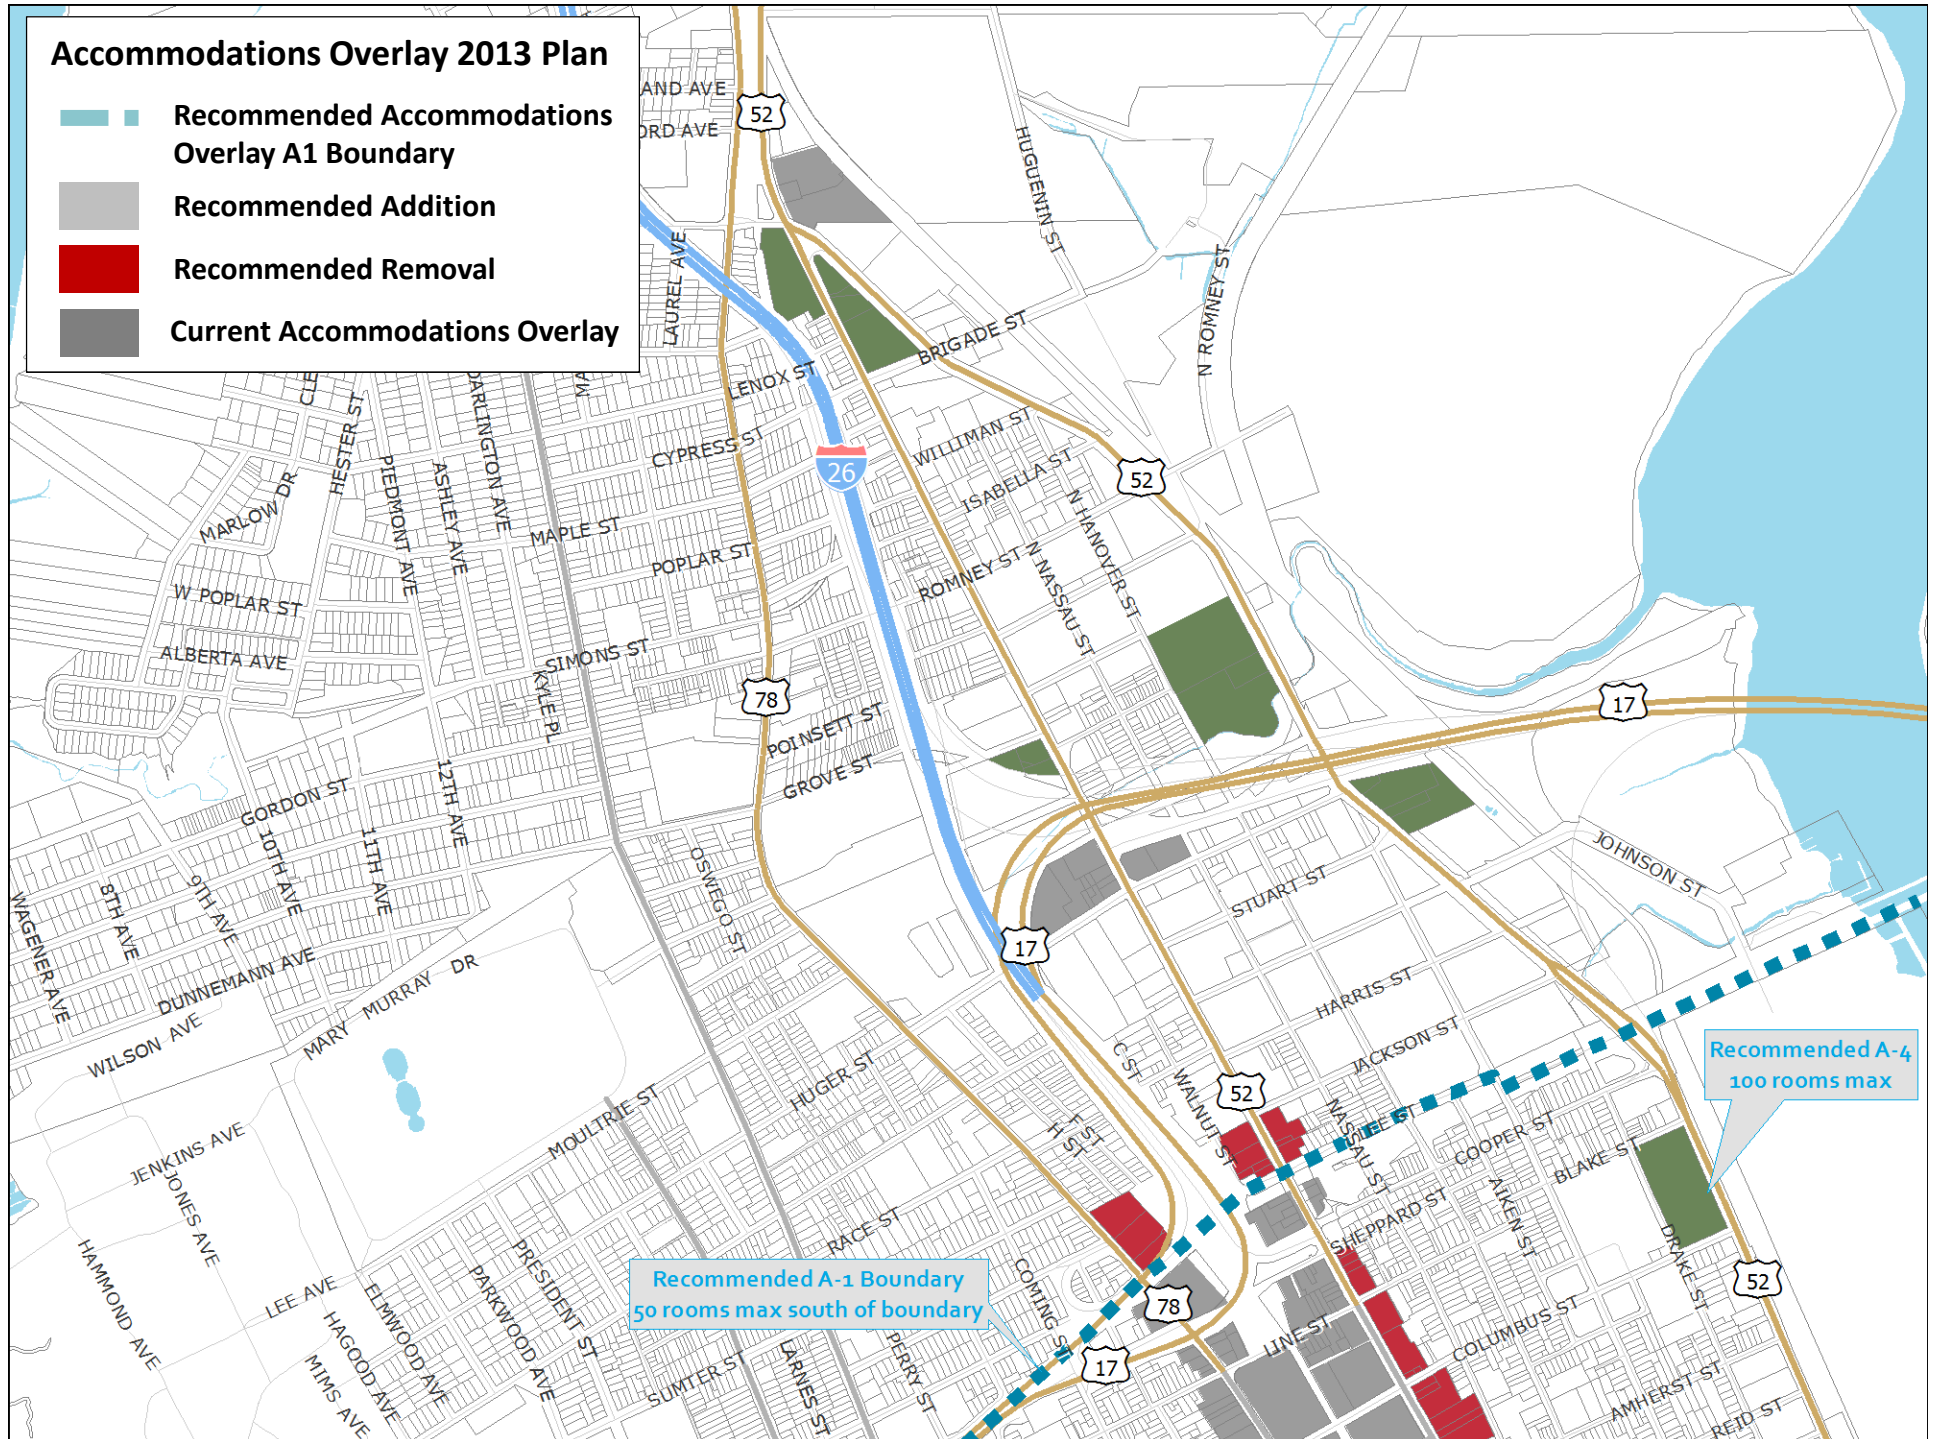 Accommodations Overlay 2013 Plan
Recommended Accommodations
Overlay A1 Boundary
Recommended Addition
Recommended Removal
Current Accommodations Overlay
AND AVE
ORD AVE
52
HUGUENIN ST
N ROMNEY ST
LAUREL AVE
BRIGADE ST
LENOX ST
CLE
MA
HESTER ST
DARLINGTON AVE
PIEDMONT AVE
ASHLEY AVE
CYPRESS ST
WILLIMAN ST
26
ISABELLA ST
52
MARLOW DR
MAPLE ST
POPLAR ST
N HANOVER ST
N NASSAU ST
ROMNEY ST
W POPLAR ST
ALBERTA AVE
SIMONS ST
KYLE PL
78
17
POINSETT ST
GROVE ST
GORDON ST
12TH AVE
11TH AVE
10TH AVE
9TH AVE
8TH AVE
WAGENER AVE
OSWEGO ST
STUART ST
JOHNSON ST
17
DUNNEMANN AVE
MARY MURRAY DR
WILSON AVE
HARRIS ST
JACKSON ST
C ST
WALNUT ST
52
Recommended A-4
100 rooms max
HUGER ST
MOULTRIE ST
F ST
H ST
NASSAU ST
LEE ST
COOPER ST
BLAKE ST
AIKEN ST
SHEPPARD ST
DRAKE ST
52
JENKINS AVE
JONES AVE
HAMMOND AVE
LEE AVE
ELMWOOD AVE
HAGOOD AVE
MIMS AVE
PARKWOOD AVE
PRESIDENT ST
RACE ST
Recommended A-1 Boundary
50 rooms max south of boundary
COMING ST
78
17
PERRY ST
LARNES ST
SUMTER ST
LINE ST
COLUMBUS ST
AMHERST ST
REID ST